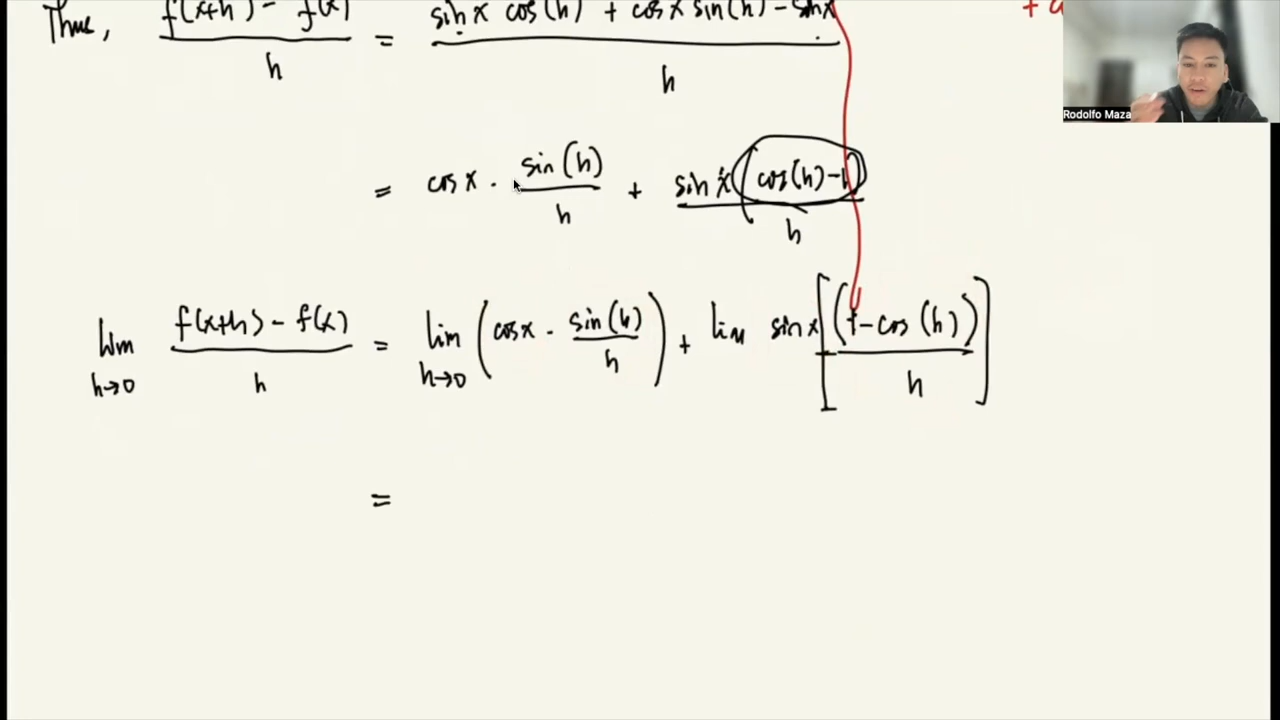 Thus, f(x+h) - f(x) / h = sin x cos(h) + cos x sin(h) - sin x / h
+
Rodolfo Maza
= cos x · sin(h) / h + sin x (cos(h) - 1) / h
lim h→0 f(x+h) - f(x) / h = lim h→0 (cos x · sin(h) / h) + lim sin x [(1 - cos(h)) / h]
=